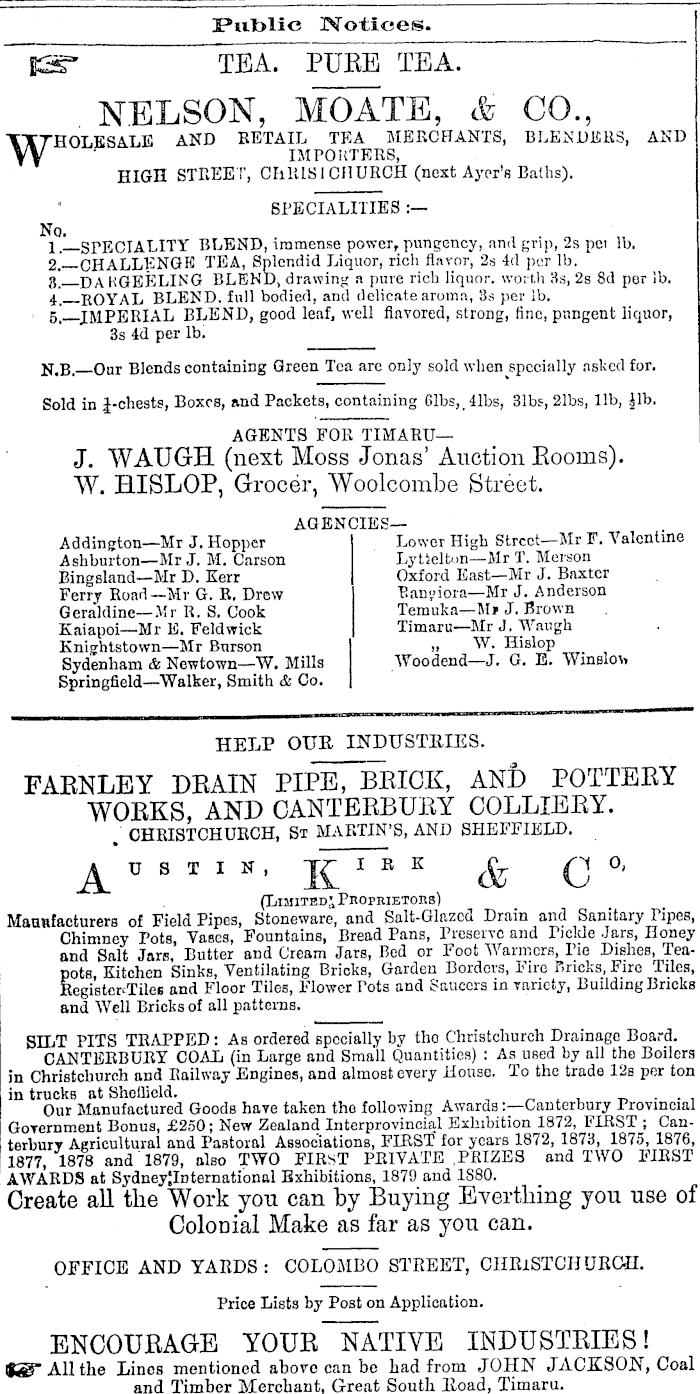 Public Notices.
TEA. PURE TEA.
NELSON, MOATE, & CO.,
WHOLESALE AND RETAIL TEA MERCHANTS, BLENDERS, AND
IMPORTERS,
HIGH STREET, CHRISTCHURCH (next Ayer's Baths).
SPECIALITIES :—
No.
1.—SPECIALITY BLEND, immense power, pungency, and grip, 2s per lb.
2.—CHALLENGE TEA, Splendid Liquor, rich flavor, 2s 4d per lb.
3.—DARGEELING BLEND, drawing a pure rich liquor. worth 3s, 2s 8d per lb.
4.—ROYAL BLEND. full bodied, and delicate aroma, 3s per lb.
5.—IMPERIAL BLEND, good leaf, well flavored, strong, fine, pungent liquor,
3s 4d per lb.
N.B.—Our Blends containing Green Tea are only sold when specially asked for.
Sold in ¼-chests, Boxes, and Packets, containing 6lbs, 4lbs, 3lbs, 2lbs, 1lb, ½lb.
AGENTS FOR TIMARU—
J. WAUGH (next Moss Jonas' Auction Rooms).
W. HISLOP, Grocer, Woolcombe Street.
AGENCIES—
Addington—Mr J. Hopper
Ashburton—Mr J. M. Carson
Bingsland—Mr D. Kerr
Ferry Road—Mr G. R. Drew
Geraldine—Mr R. S. Cook
Kaiapoi—Mr E. Feldwick
Knightstown—Mr Burson
Sydenham & Newtown—W. Mills
Springfield—Walker, Smith & Co.
Lower High Street—Mr F. Valentine
Lyttelton—Mr T. Merson
Oxford East—Mr J. Baxter
Rangiora—Mr J. Anderson
Temuka—Mr J. Brown
Timaru—Mr J. Waugh
„ W. Hislop
Woodend—J. G. E. Winslow
HELP OUR INDUSTRIES.
FARNLEY DRAIN PIPE, BRICK, AND POTTERY
WORKS, AND CANTERBURY COLLIERY.
CHRISTCHURCH, ST MARTIN'S, AND SHEFFIELD.
AUSTIN, KIRK & CO,
(LIMITED, PROPRIETORS)
Manufacturers of Field Pipes, Stoneware, and Salt-Glazed Drain and Sanitary Pipes,
Chimney Pots, Vases, Fountains, Bread Pans, Preserve and Pickle Jars, Honey
and Salt Jars, Butter and Cream Jars, Bed or Foot Warmers, Pie Dishes, Tea-
pots, Kitchen Sinks, Ventilating Bricks, Garden Borders, Fire Bricks, Fire Tiles,
Register Tiles and Floor Tiles, Flower Pots and Saucers in variety, Building Bricks
and Well Bricks of all patterns.
SILT PITS TRAPPED : As ordered specially by the Christchurch Drainage Board.
CANTERBURY COAL (in Large and Small Quantities) : As used by all the Boilers
in Christchurch and Railway Engines, and almost every House. To the trade 12s per ton
in trucks at Sheffield.
Our Manufactured Goods have taken the following Awards :—Canterbury Provincial
Government Bonus, £250 ; New Zealand Interprovincial Exhibition 1872, FIRST ; Can-
terbury Agricultural and Pastoral Associations, FIRST for years 1872, 1873, 1875, 1876,
1877, 1878 and 1879, also TWO FIRST PRIVATE PRIZES and TWO FIRST
AWARDS at Sydney International Exhibitions, 1879 and 1880.
Create all the Work you can by Buying Everthing you use of
Colonial Make as far as you can.
OFFICE AND YARDS : COLOMBO STREET, CHRISTCHURCH.
Price Lists by Post on Application.
ENCOURAGE YOUR NATIVE INDUSTRIES !
All the Lines mentioned above can be had from JOHN JACKSON, Coal
and Timber Merchant, Great South Road, Timaru.